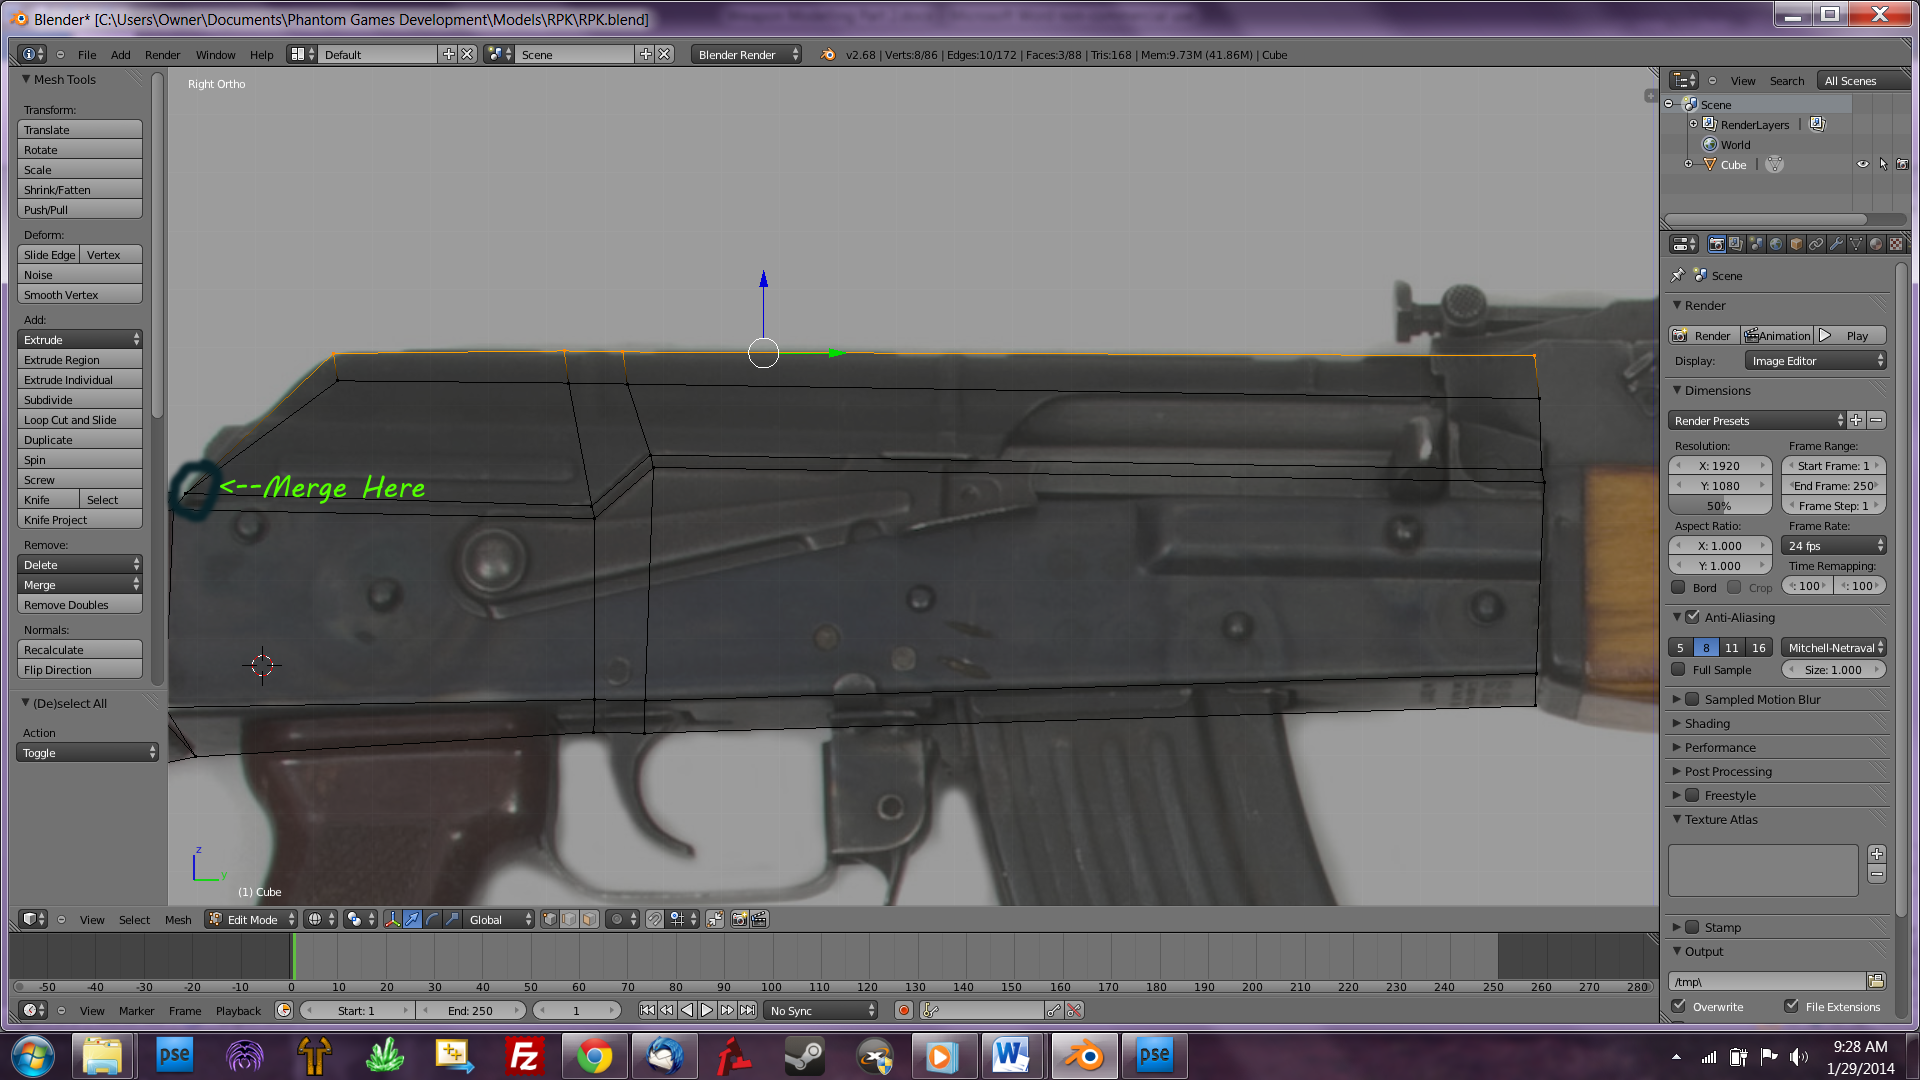 Blender* [C:\Users\Owner\Documents\Phantom Games Development\Models\RPK\RPK.blend]
File Add Render Window Help Default Scene Blender Render v2.68 | Verts:8/86 | Edges:10/172 | Faces:3/88 | Tris:168 | Mem:9.73M (41.86M) | Cube
Mesh Tools
Transform:
Translate
Rotate
Scale
Shrink/Fatten
Push/Pull
Deform:
Slide Edge Vertex
Noise
Smooth Vertex
Add:
Extrude
Extrude Region
Extrude Individual
Subdivide
Loop Cut and Slide
Duplicate
Spin
Screw
Knife Select
Knife Project
Remove:
Delete
Merge
Remove Doubles
Normals:
Recalculate
Flip Direction
(De)select All
Action
Toggle
Right Ortho
<--Merge Here
z
y
(1) Cube
View Search All Scenes
Scene
RenderLayers |
World
Cube |
Scene
Render
Render Animation Play
Display: Image Editor
Dimensions
Render Presets
Resolution: Frame Range:
X: 1920 Start Frame: 1
Y: 1080 End Frame: 250
50% Frame Step: 1
Aspect Ratio: Frame Rate:
X: 1.000 24 fps
Y: 1.000 Time Remapping:
Bord Crop : 100 : 100
Anti-Aliasing
5 8 11 16 Mitchell-Netraval
Full Sample Size: 1.000
Sampled Motion Blur
Shading
Performance
Post Processing
Freestyle
Texture Atlas
Stamp
Output
/tmp\
Overwrite File Extensions
View Select Mesh Edit Mode Global
-50 -40 -30 -20 -10 0 10 20 30 40 50 60 70 80 90 100 110 120 130 140 150 160 170 180 190 200 210 220 230 240 250 260 270 280
View Marker Frame Playback Start: 1 End: 250 1 No Sync
pse Fz W pse
9:28 AM
1/29/2014